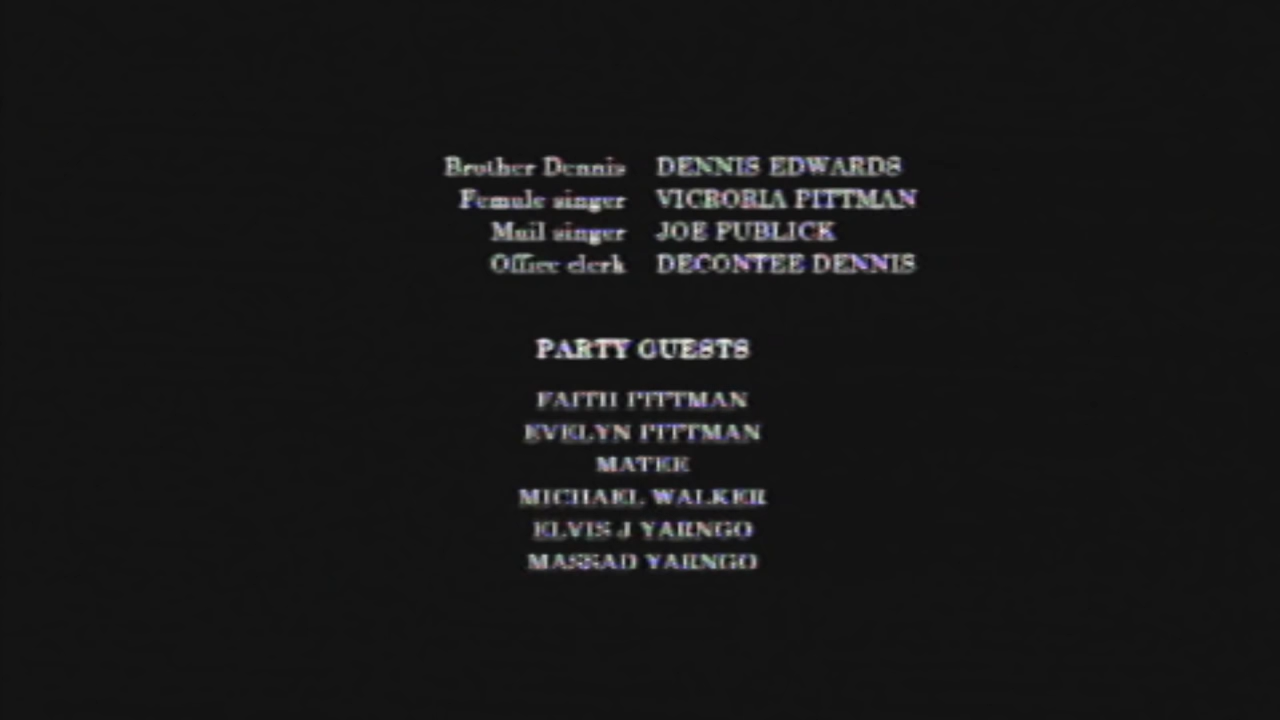 Brother Dennis DENNIS EDWARDS
Female singer VICRORIA PITTMAN
Mail singer JOE PUBLICK
Office clerk DECONTEE DENNIS
PARTY GUESTS
FAITH PITTMAN
EVELYN PITTMAN
MATEE
MICHAEL WALKER
ELVIS J YARNGO
MASSAD YARNGO